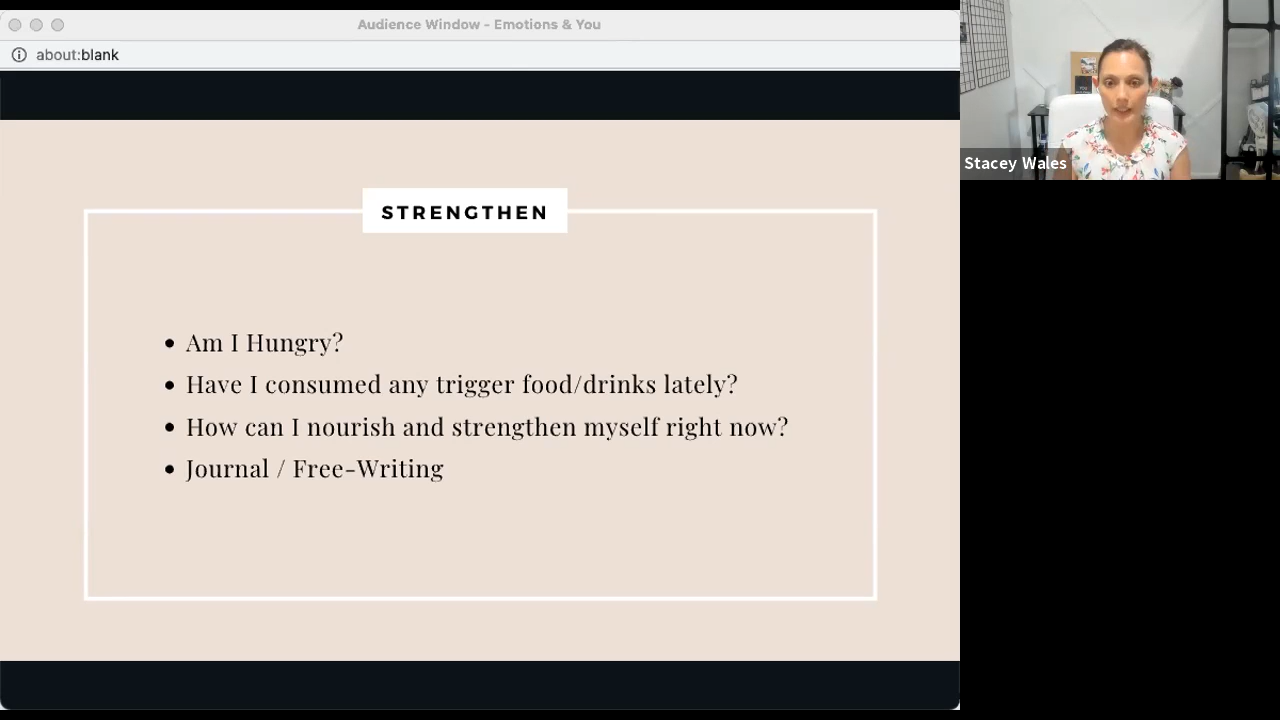 Audience Window - Emotions & You
about:blank
STRENGTHEN
Am I Hungry?
Have I consumed any trigger food/drinks lately?
How can I nourish and strengthen myself right now?
Journal / Free-Writing
Stacey Wales